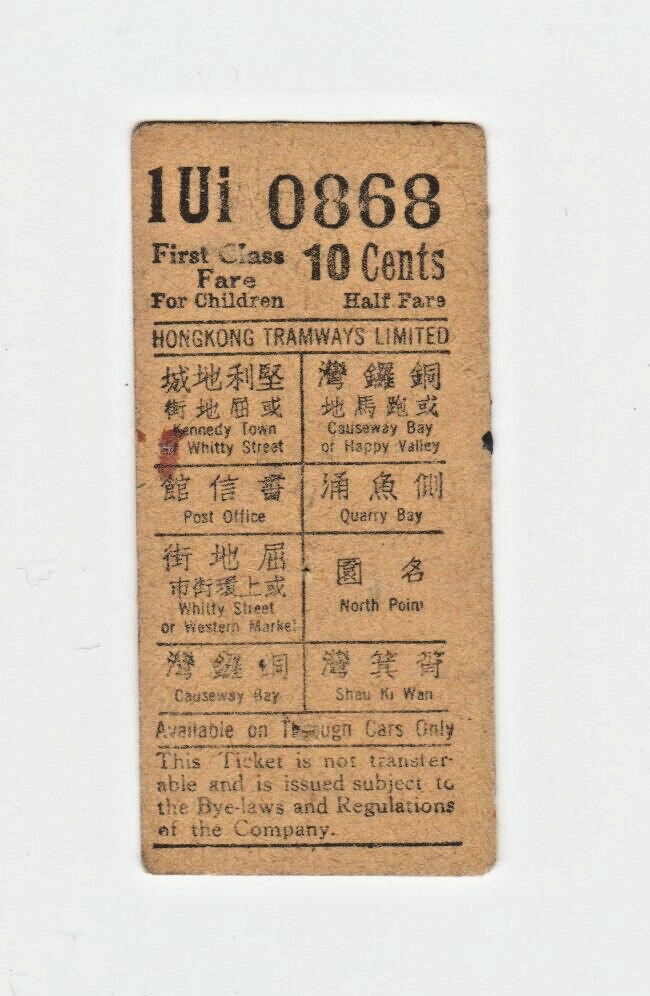 1Ui 0868
First Class
Fare
For Children
10 Cents
Half Fare
HONGKONG TRAMWAYS LIMITED
堅利地城
或屈地街
Kennedy Town
or Whitty Street
銅鑼灣
或跑馬地
Causeway Bay
or Happy Valley
書信館
Post Office
側魚涌
Quarry Bay
屈地街
或上環街市
Whitty Street
or Western Market
名園
North Point
銅鑼灣
Causeway Bay
筲箕灣
Shau Ki Wan
Available on Through Cars Only
This Ticket is not transfer-
able and is issued subject to
the Bye-laws and Regulations
of the Company.